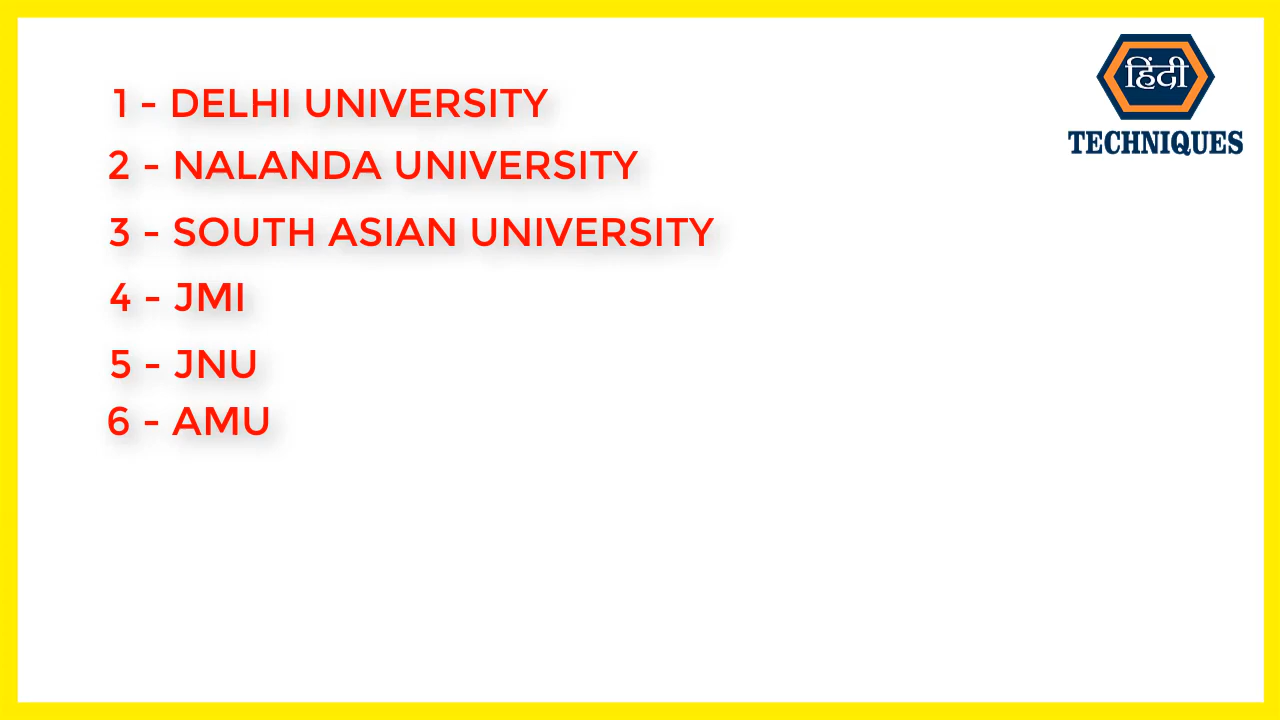 1 - DELHI UNIVERSITY
2 - NALANDA UNIVERSITY
3 - SOUTH ASIAN UNIVERSITY
4 - JMI
5 - JNU
6 - AMU
हिंदी
TECHNIQUES